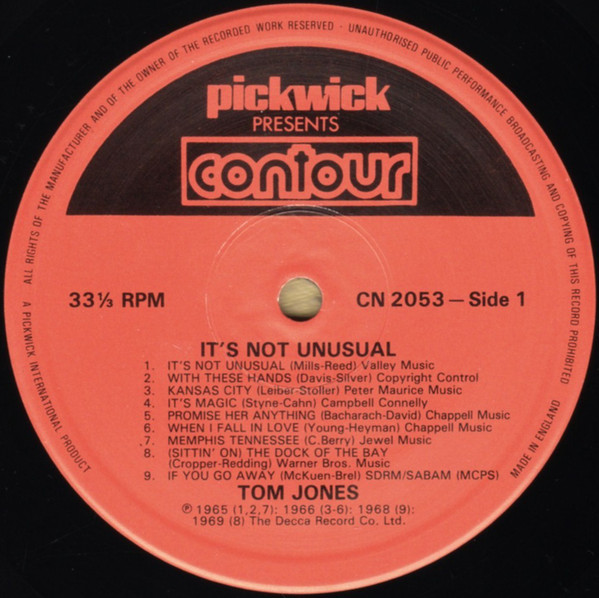 ALL RIGHTS OF THE MANUFACTURER AND OF THE OWNER OF THE RECORDED WORK RESERVED - UNAUTHORISED PUBLIC PERFORMANCE BROADCASTING AND COPYING OF THIS RECORD PROHIBITED
pickwick
PRESENTS
contour
33⅓ RPM
CN 2053 — Side 1
IT'S NOT UNUSUAL
1. IT'S NOT UNUSUAL (Mills-Reed) Valley Music
2. WITH THESE HANDS (Davis-Silver) Copyright Control
3. KANSAS CITY (Leiber-Stoller) Peter Maurice Music
4. IT'S MAGIC (Styne-Cahn) Campbell Connelly
5. PROMISE HER ANYTHING (Bacharach-David) Chappell Music
6. WHEN I FALL IN LOVE (Young-Heyman) Chappell Music
7. MEMPHIS TENNESSEE (C.Berry) Jewel Music
8. (SITTIN' ON) THE DOCK OF THE BAY
(Cropper-Redding) Warner Bros. Music
9. IF YOU GO AWAY (McKuen-Brel) SDRM/SABAM (MCPS)
TOM JONES
℗ 1965 (1,2,7): 1966 (3-6): 1968 (9):
1969 (8) The Decca Record Co. Ltd.
A PICKWICK INTERNATIONAL PRODUCT
MADE IN ENGLAND